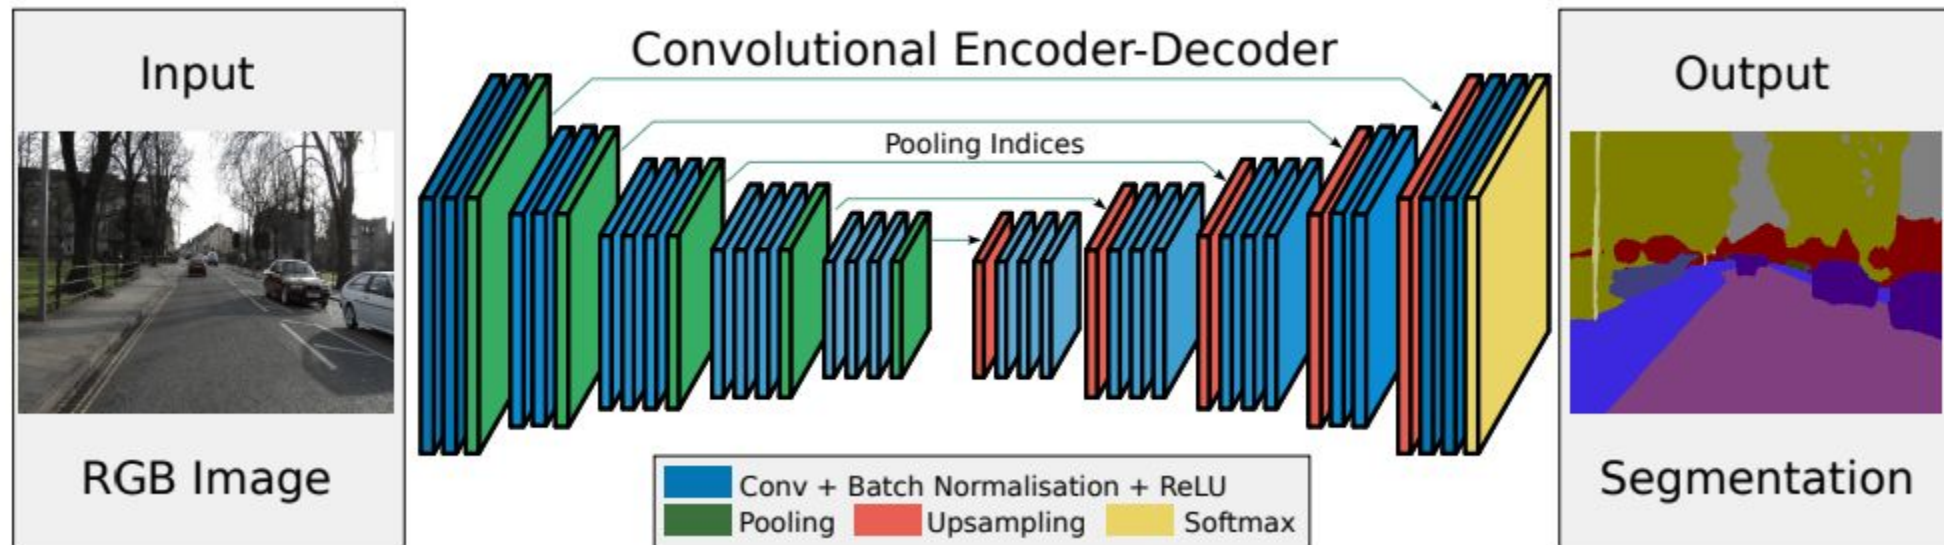 Input
RGB Image
Convolutional Encoder-Decoder
Pooling Indices
Conv + Batch Normalisation + ReLU
Pooling Upsampling Softmax
Output
Segmentation